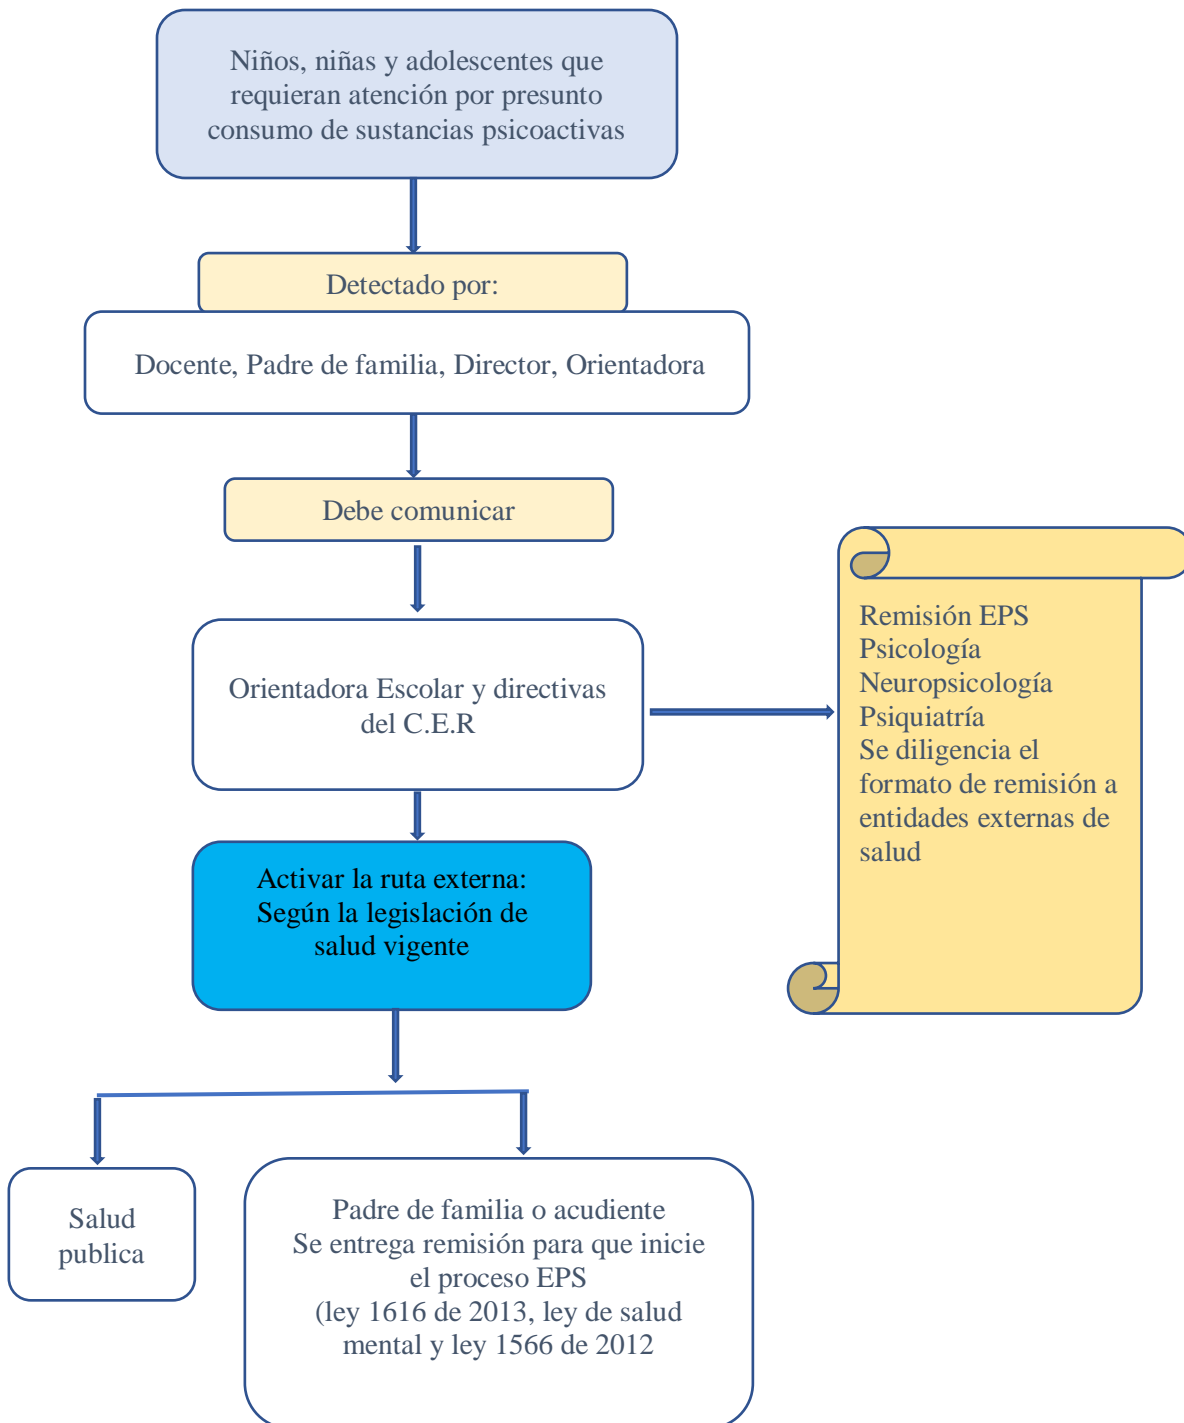 Niños, niñas y adolescentes que
requieran atención por presunto
consumo de sustancias psicoactivas
Detectado por:
Docente, Padre de familia, Director, Orientadora
Debe comunicar
Orientadora Escolar y directivas
del C.E.R
Remisión EPS
Psicología
Neuropsicología
Psiquiatría
Se diligencia el
formato de remisión a
entidades externas de
salud
Activar la ruta externa:
Según la legislación de
salud vigente
Salud
publica
Padre de familia o acudiente
Se entrega remisión para que inicie
el proceso EPS
(ley 1616 de 2013, ley de salud
mental y ley 1566 de 2012